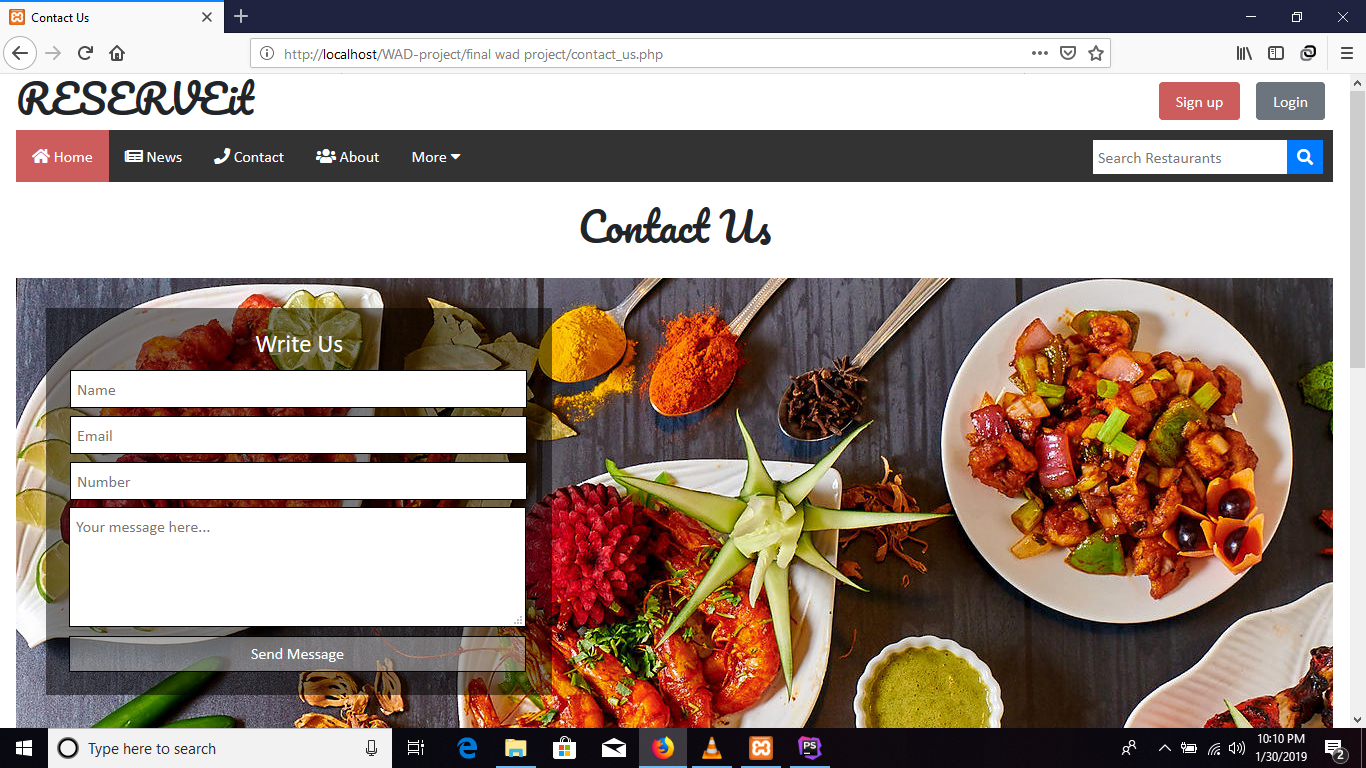 Contact Us
http://localhost/WAD-project/final wad project/contact_us.php
RESERVEit
Sign up
Login
Home
News
Contact
About
More
Search Restaurants
Contact Us
Write Us
Name
Email
Number
Your message here...
Send Message
Type here to search
PS
10:10 PM
1/30/2019
2